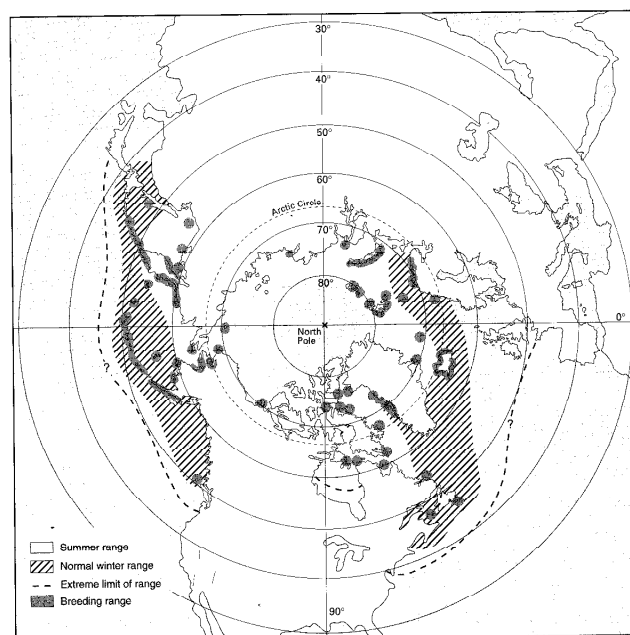 30°
40°
50°
60°
Arctic Circle
70°
80°
North
Pole
0°
?
?
?
Summer range
Normal winter range
Extreme limit of range
Breeding range
90°